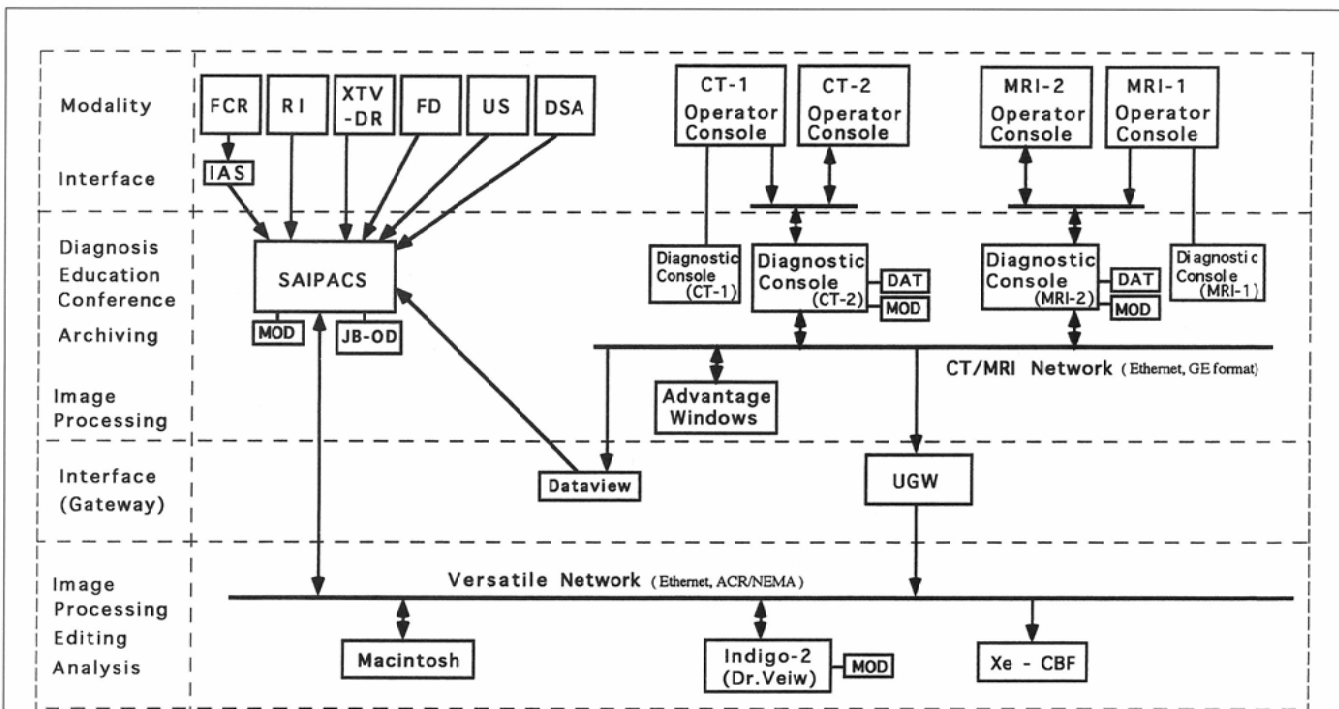 Modality
FCR
RI
XTV
-DR
FD
US
DSA
CT-1
Operator
Console
CT-2
Operator
Console
MRI-2
Operator
Console
MRI-1
Operator
Console
Interface
IAS
Diagnosis
Education
Conference
Archiving
SAIPACS
MOD
JB-OD
Diagnostic
Console
(CT-1)
Diagnostic
Console
(CT-2)
DAT
MOD
Diagnostic
Console
(MRI-2)
DAT
MOD
Diagnostic
Console
(MRI-1)
CT/MRI Network (Ethernet, GE format)
Image
Processing
Advantage
Windows
Interface
(Gateway)
Dataview
UGW
Image
Processing
Editing
Analysis
Versatile Network (Ethernet, ACR/NEMA)
Macintosh
Indigo-2
(Dr.Veiw)
MOD
Xe - CBF